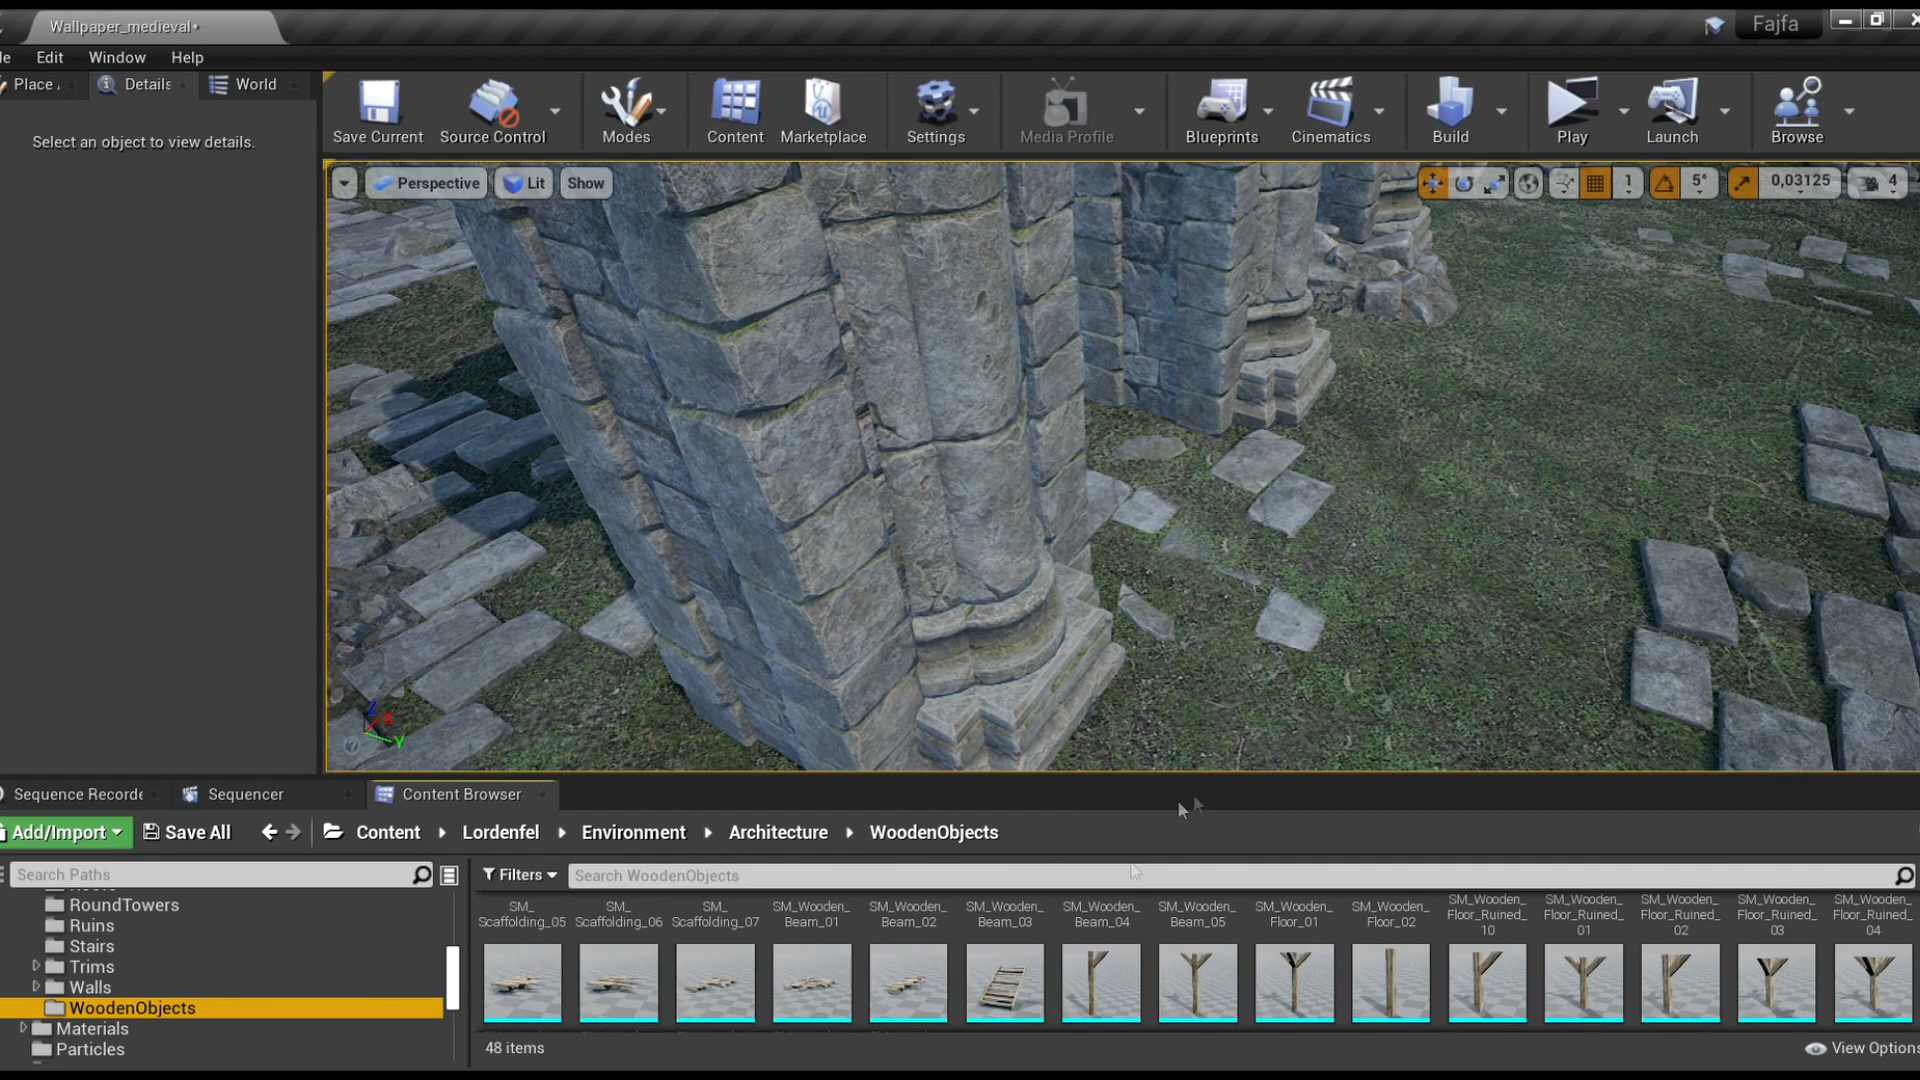 Wallpaper_medieval•
Fajfa
Edit Window Help
Place Details World
Select an object to view details.
Save Current Source Control Modes Content Marketplace Settings Media Profile Blueprints Cinematics Build Play Launch Browse
Perspective Lit Show
1 5° 0,03125 4
Z X Y
Sequence Recorde Sequencer Content Browser
Add/Import Save All Content Lordenfel Environment Architecture WoodenObjects
Search Paths
Filters Search WoodenObjects
RoundTowers
Ruins
Stairs
Trims
Walls
WoodenObjects
Materials
Particles
SM_
Scaffolding_05
SM_
Scaffolding_06
SM_
Scaffolding_07
SM_Wooden_
Beam_01
SM_Wooden_
Beam_02
SM_Wooden_
Beam_03
SM_Wooden_
Beam_04
SM_Wooden_
Beam_05
SM_Wooden_
Floor_01
SM_Wooden_
Floor_02
SM_Wooden_
Floor_Ruined_
10
SM_Wooden_
Floor_Ruined_
01
SM_Wooden_
Floor_Ruined_
02
SM_Wooden_
Floor_Ruined_
03
SM_Wooden_
Floor_Ruined_
04
48 items
View Options